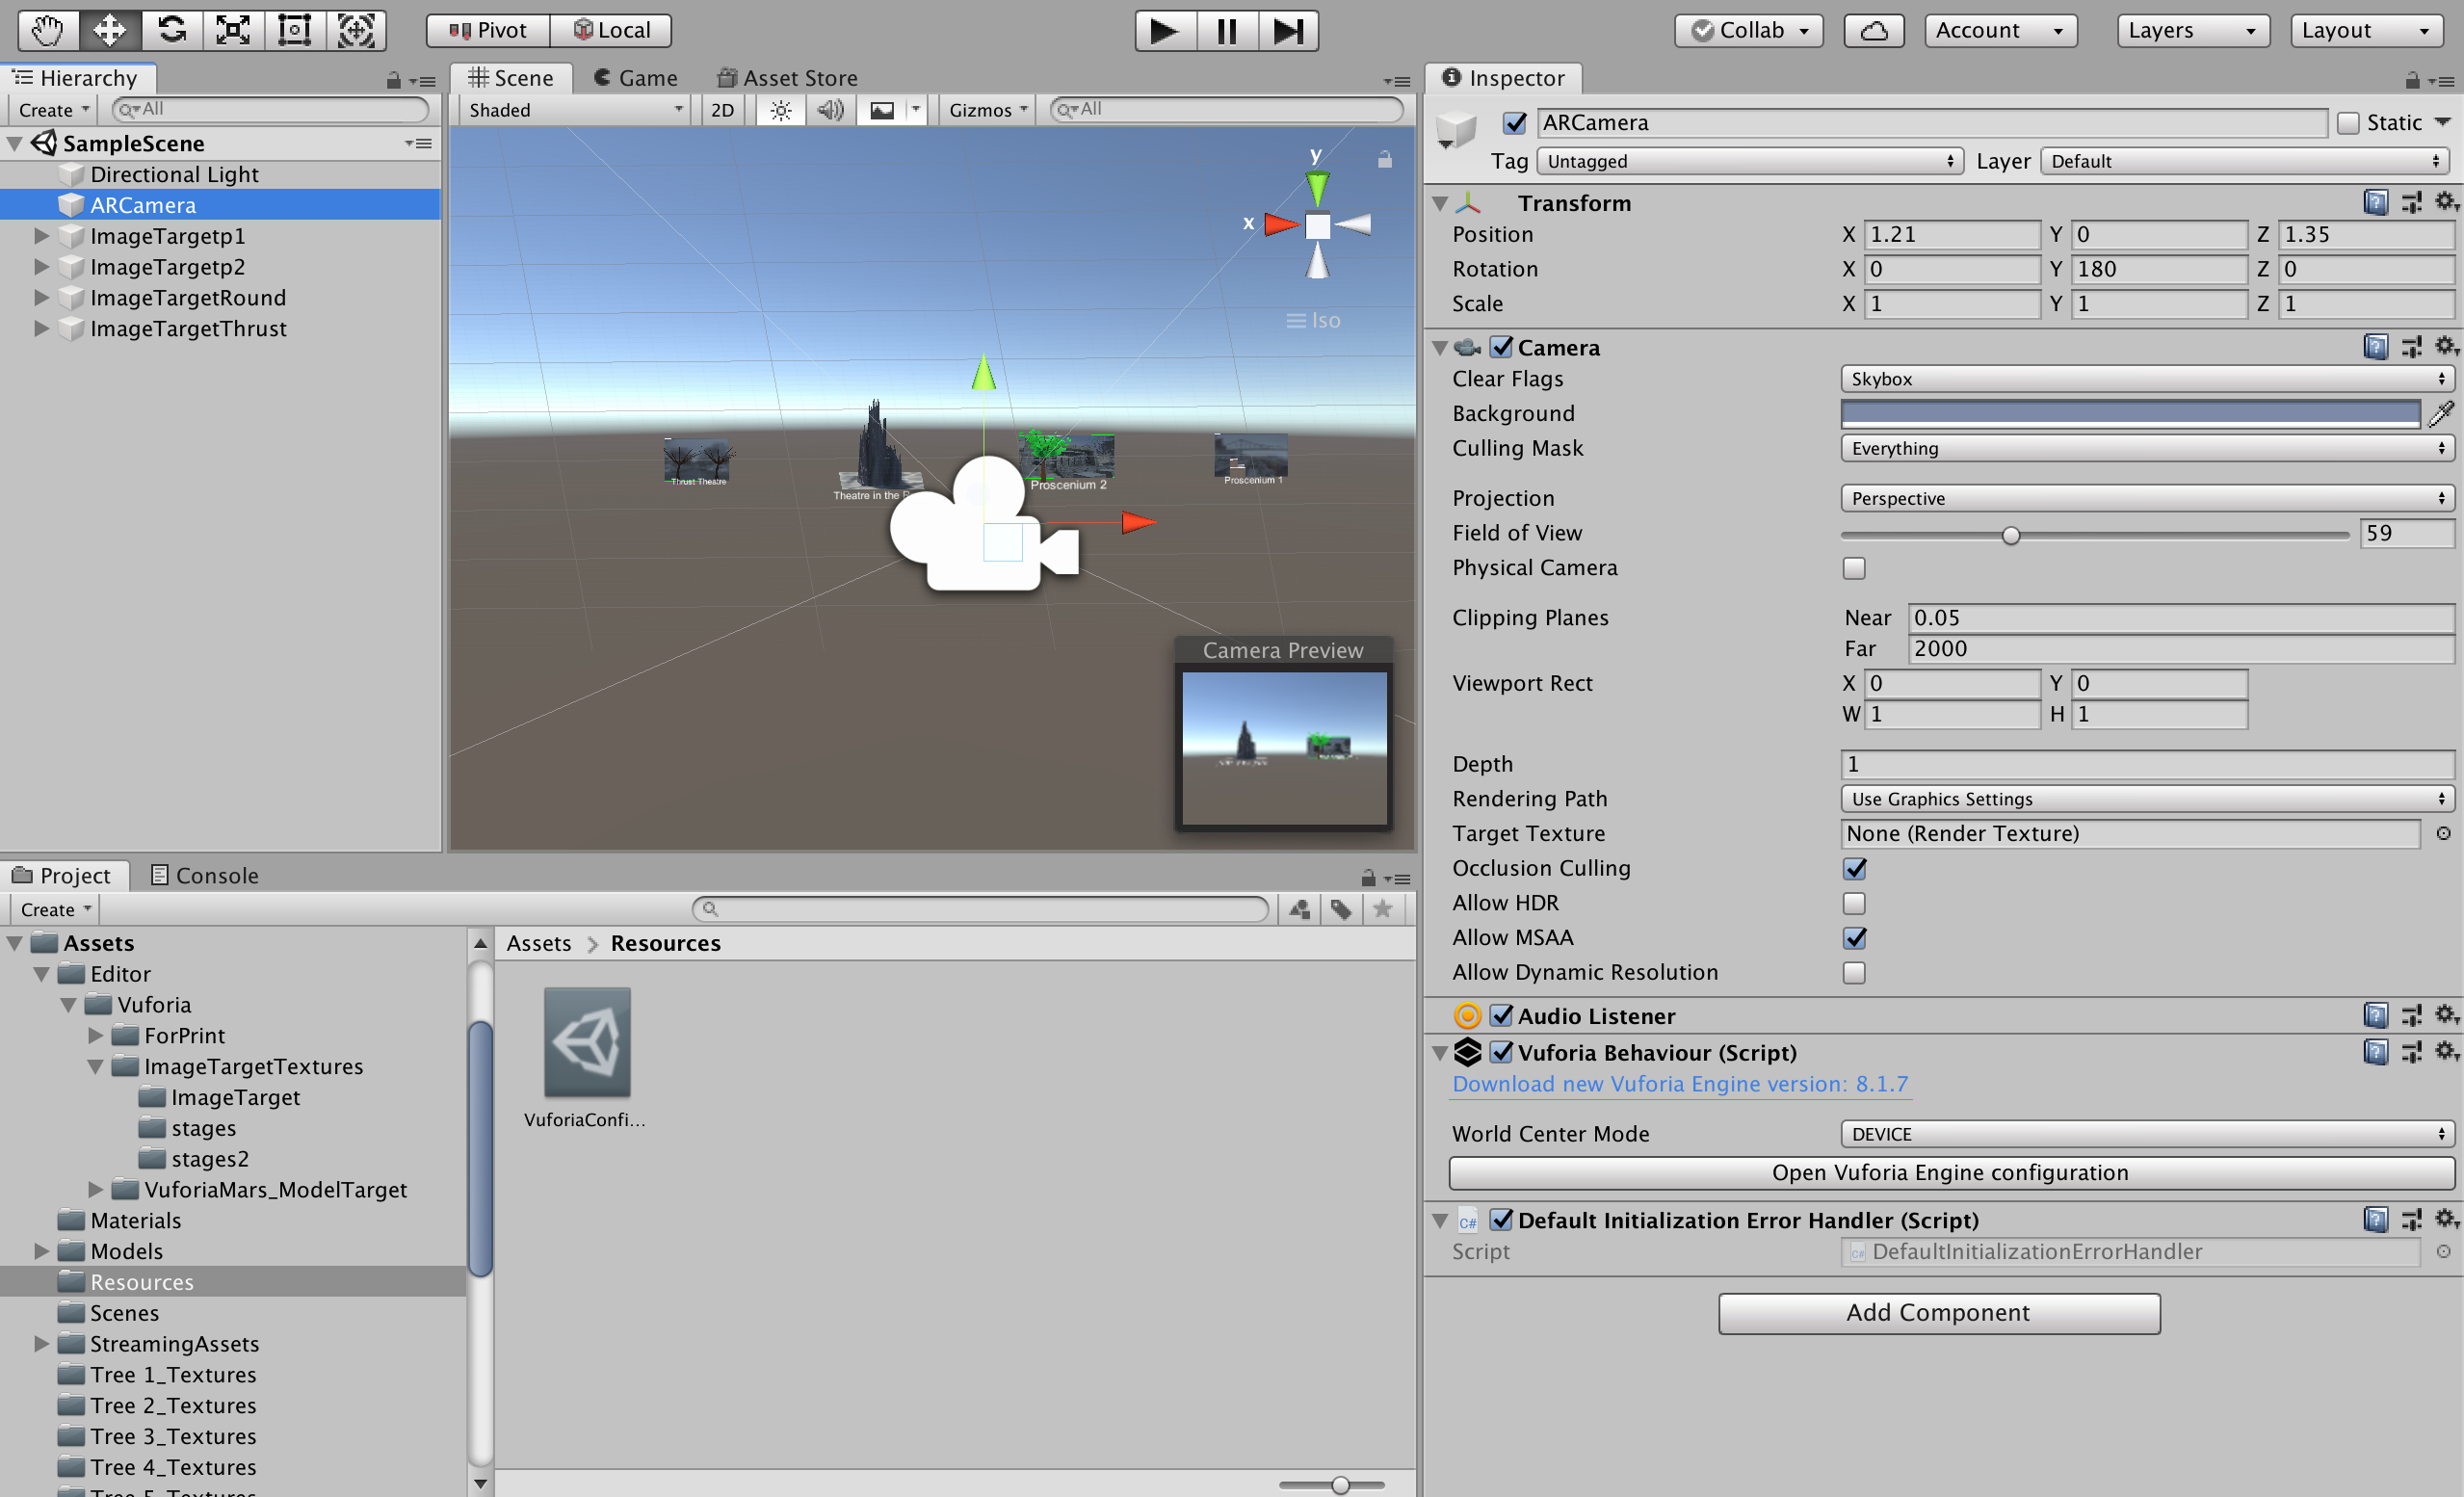 Pivot Local Collab Account Layers Layout
Hierarchy
Create All
SampleScene
Directional Light
ARCamera
ImageTargetp1
ImageTargetp2
ImageTargetRound
ImageTargetThrust
Scene Game Asset Store
Shaded 2D Gizmos All
y
x
Iso
Thrust Theatre
Theatre in the
Proscenium 2
Proscenium 1
Camera Preview
Project Console
Create
Assets
Editor
Vuforia
ForPrint
ImageTargetTextures
ImageTarget
stages
stages2
VuforiaMars_ModelTarget
Materials
Models
Resources
Scenes
StreamingAssets
Tree 1_Textures
Tree 2_Textures
Tree 3_Textures
Tree 4_Textures
Tree 5_Textures
Assets > Resources
VuforiaConfi...
Inspector
ARCamera Static
Tag Untagged Layer Default
Transform
Position X 1.21 Y 0 Z 1.35
Rotation X 0 Y 180 Z 0
Scale X 1 Y 1 Z 1
Camera
Clear Flags Skybox
Background
Culling Mask Everything
Projection Perspective
Field of View 59
Physical Camera
Clipping Planes Near 0.05
Far 2000
Viewport Rect X 0 Y 0
W 1 H 1
Depth 1
Rendering Path Use Graphics Settings
Target Texture None (Render Texture)
Occlusion Culling
Allow HDR
Allow MSAA
Allow Dynamic Resolution
Audio Listener
Vuforia Behaviour (Script)
Download new Vuforia Engine version: 8.1.7
World Center Mode DEVICE
Open Vuforia Engine configuration
C# Default Initialization Error Handler (Script)
Script C# DefaultInitializationErrorHandler
Add Component